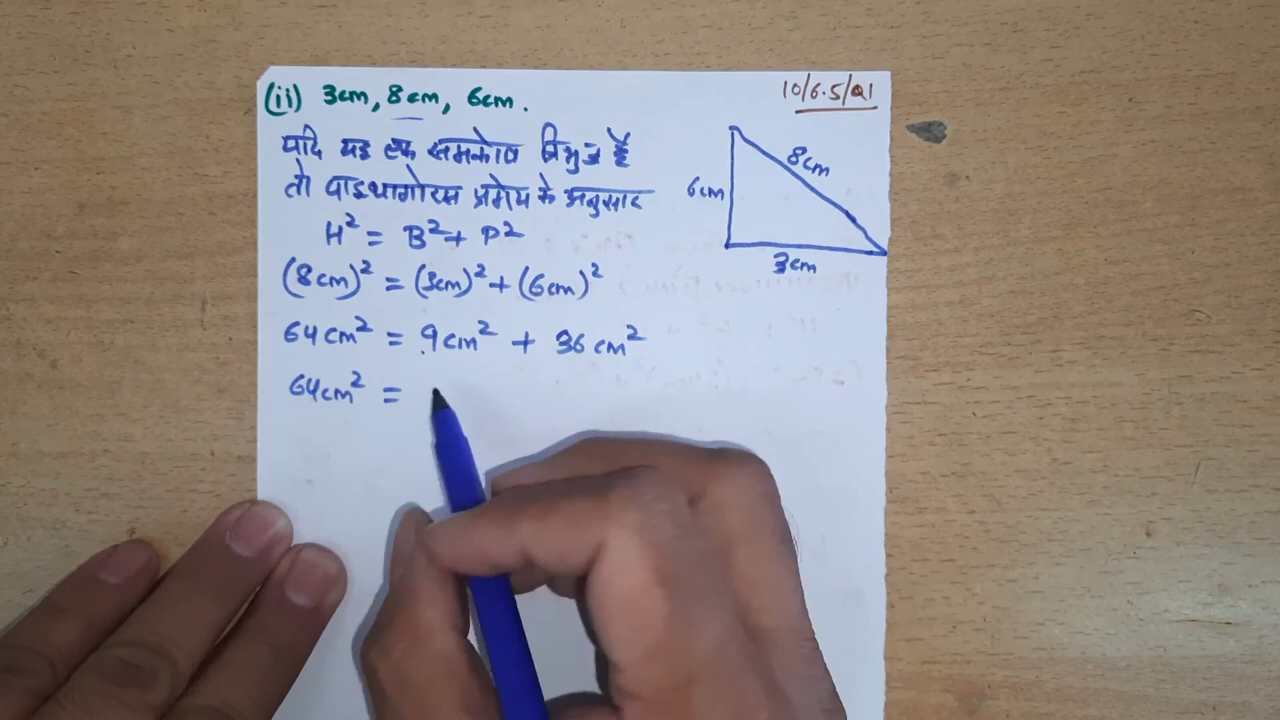 (ii) 3cm, 8cm, 6cm.
10/6.5/Q1
यदि यह एक समकोण त्रिभुज है
तो पाइथागोरस प्रमेय के अनुसार
H² = B² + P²
(8cm)² = (3cm)² + (6cm)²
64cm² = 9cm² + 36cm²
64cm² =
8cm
6cm
3cm